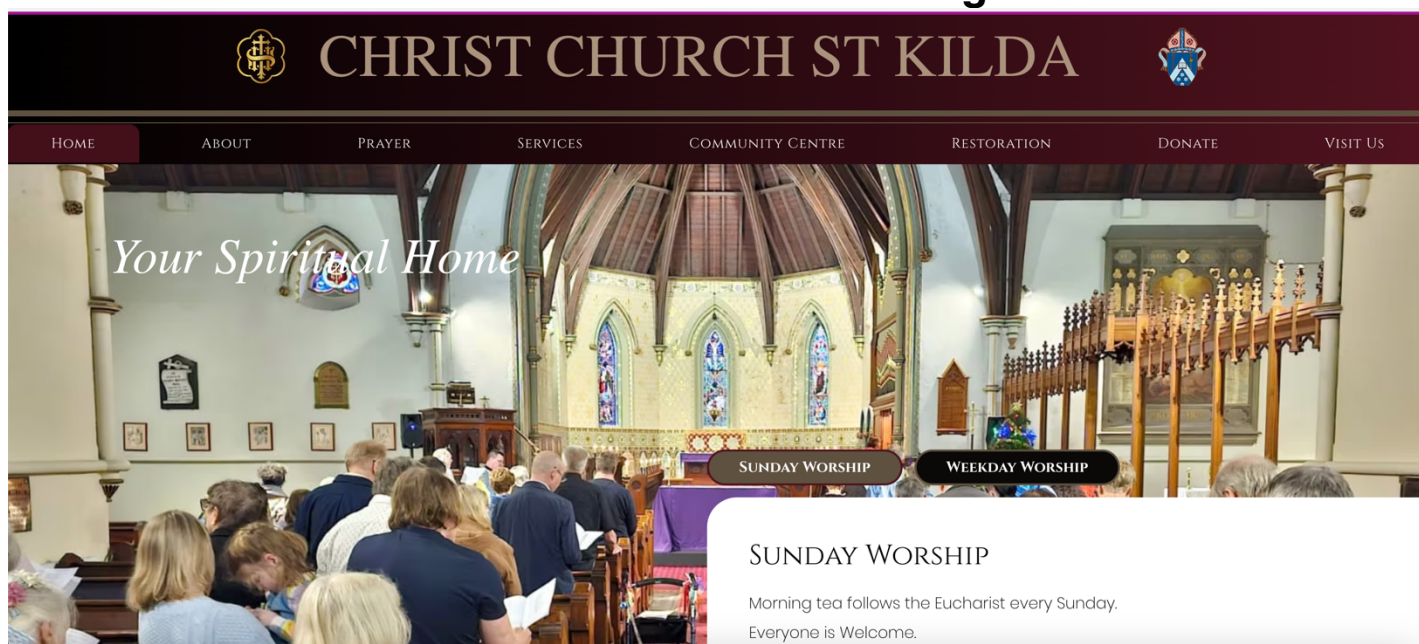 CHRIST CHURCH ST KILDA
HOME ABOUT PRAYER SERVICES COMMUNITY CENTRE RESTORATION DONATE VISIT US
Your Spiritual Home
SUNDAY WORSHIP WEEKDAY WORSHIP
SUNDAY WORSHIP
Morning tea follows the Eucharist every Sunday.
Everyone is Welcome.